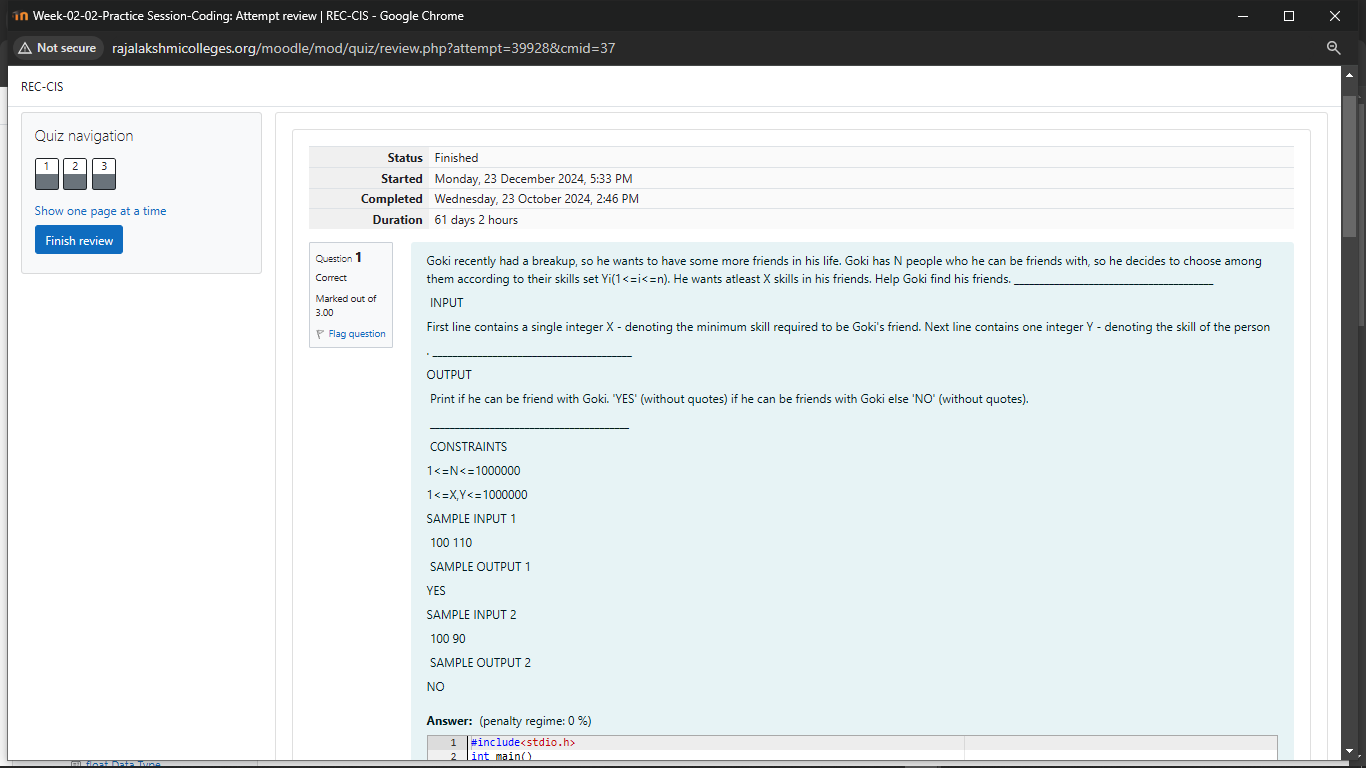 Week-02-02-Practice Session-Coding: Attempt review | REC-CIS - Google Chrome
Not secure rajalakshmicolleges.org/moodle/mod/quiz/review.php?attempt=39928&cmid=37
REC-CIS
Quiz navigation
1 2 3
Show one page at a time
Finish review
Status Finished
Started Monday, 23 December 2024, 5:33 PM
Completed Wednesday, 23 October 2024, 2:46 PM
Duration 61 days 2 hours
Question 1
Correct
Marked out of
3.00
Flag question
Goki recently had a breakup, so he wants to have some more friends in his life. Goki has N people who he can be friends with, so he decides to choose among
them according to their skills set Yi(1<=i<=n). He wants atleast X skills in his friends. Help Goki find his friends. ________________________________________
INPUT
First line contains a single integer X - denoting the minimum skill required to be Goki's friend. Next line contains one integer Y - denoting the skill of the person
. ________________________________________
OUTPUT
Print if he can be friend with Goki. 'YES' (without quotes) if he can be friends with Goki else 'NO' (without quotes).
________________________________________
CONSTRAINTS
1<=N<=1000000
1<=X,Y<=1000000
SAMPLE INPUT 1
100 110
SAMPLE OUTPUT 1
YES
SAMPLE INPUT 2
100 90
SAMPLE OUTPUT 2
NO
Answer: (penalty regime: 0 %)
1 #include<stdio.h>
2 int main()
float Data Type